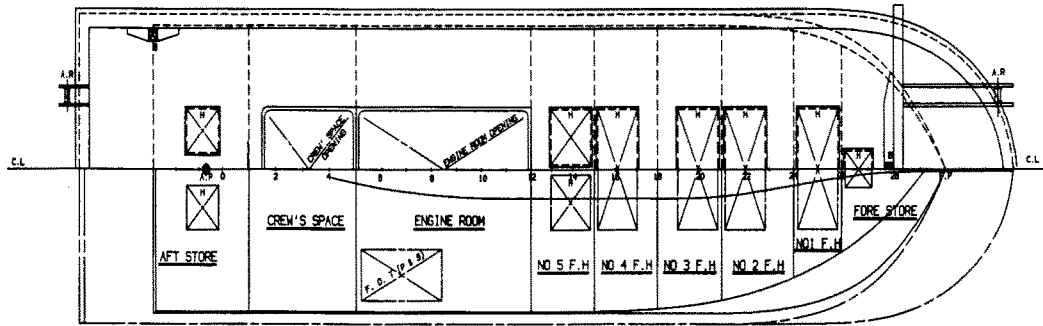 A.R
A.R
H
H
H
H
H
H
CREW SPACE
OPENING
ENGINE ROOM OPENING
C.L
C.L
A.P
0
2
4
6
8
10
12
14
16
18
20
22
24
28
F.P
H
H
CREW'S SPACE
ENGINE ROOM
FORE STORE
AFT STORE
NO 5 F.H
NO 4 F.H
NO 3 F.H
NO 2 F.H
NO1 F.H
F. O. T (P & S)